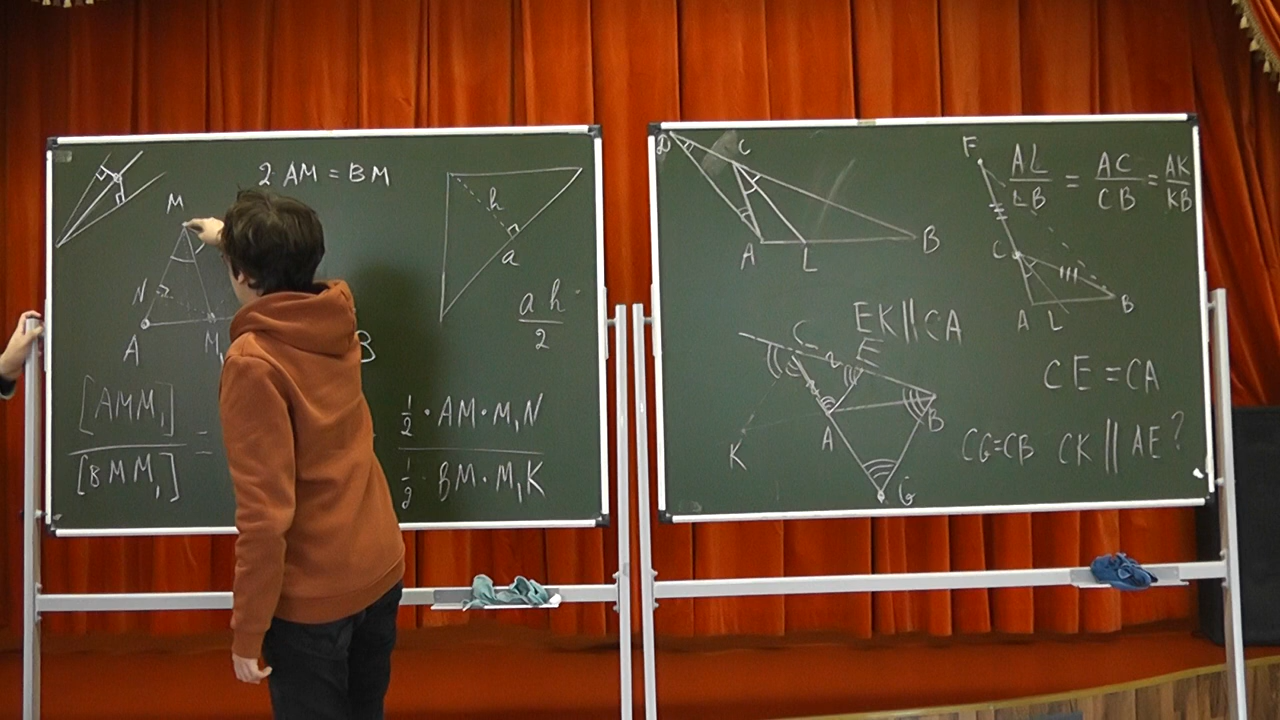 2 AM = BM
M
N
A
M₁
B
h
a
a h
2
[AMM₁]
[BMM₁]
=
1/2 · AM · M₁N
1/2 · BM · M₁K
D
C
A
L
B
F
AL/LB = AC/CB = AK/KB
C
A
L
B
EK || CA
C
E
A
B
K
G
CE = CA
CG=CB CK || AE ?